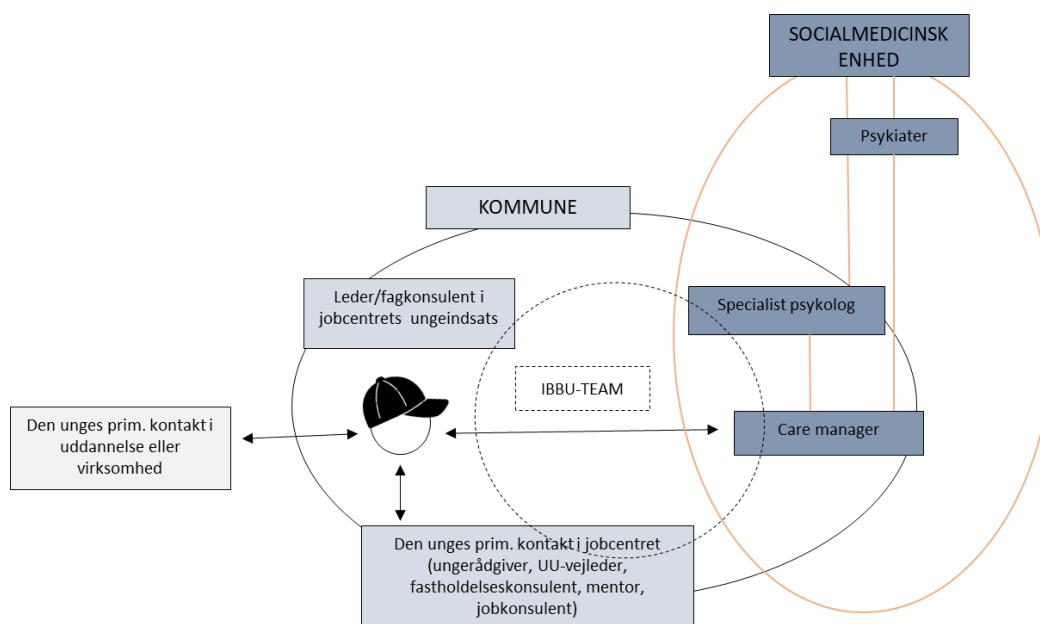 SOCIALMEDICINSK
ENHED
Psykiater
KOMMUNE
Leder/fagkonsulent i
jobcentrets ungeindsats
Specialist psykolog
IBBU-TEAM
Den unges prim. kontakt i
uddannelse eller
virksomhed
Care manager
Den unges prim. kontakt i jobcentret
(ungerådgiver, UU-vejleder,
fastholdelseskonsulent, mentor,
jobkonsulent)